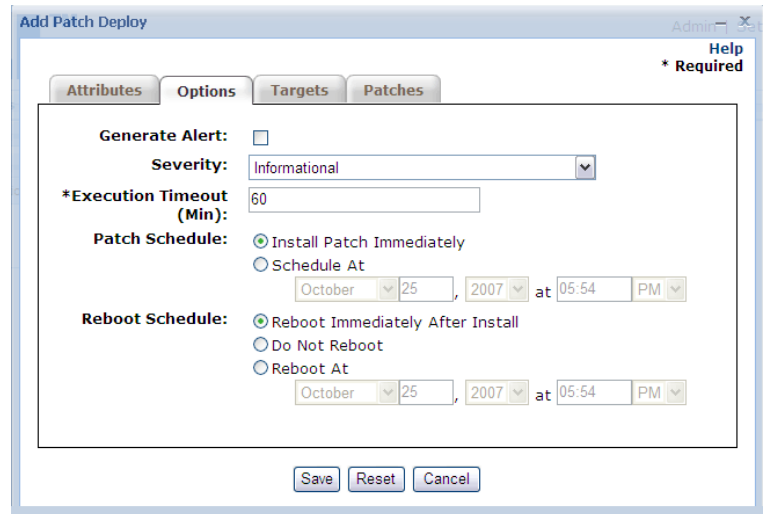 Add Patch Deploy
Admin | Set
Help
* Required
Attributes Options Targets Patches
Generate Alert:
Severity: Informational
*Execution Timeout (Min): 60
Patch Schedule: Install Patch Immediately
Schedule At
October 25 , 2007 at 05:54 PM
Reboot Schedule: Reboot Immediately After Install
Do Not Reboot
Reboot At
October 25 , 2007 at 05:54 PM
Save Reset Cancel